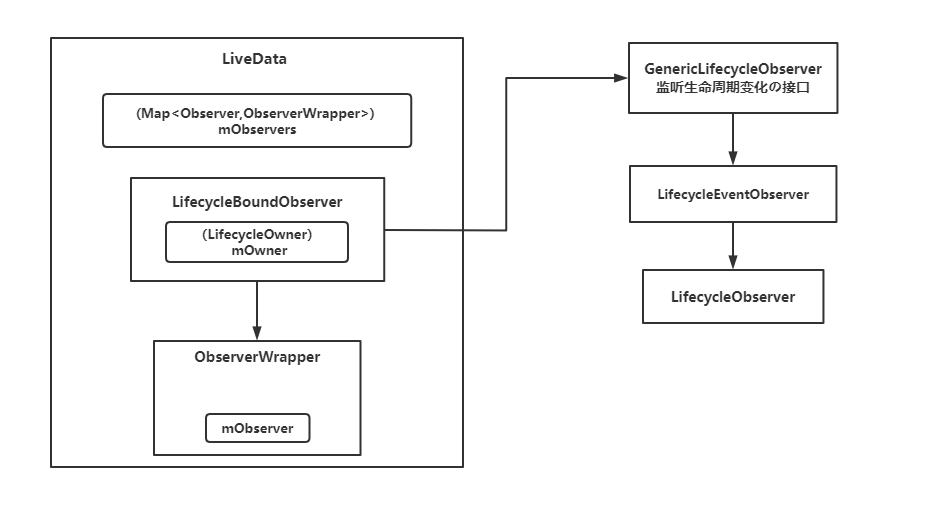 LiveData
(Map<Observer,ObserverWrapper>)
mObservers
LifecycleBoundObserver
(LifecycleOwner)
mOwner
ObserverWrapper
mObserver
GenericLifecycleObserver
监听生命周期变化の接口
LifecycleEventObserver
LifecycleObserver